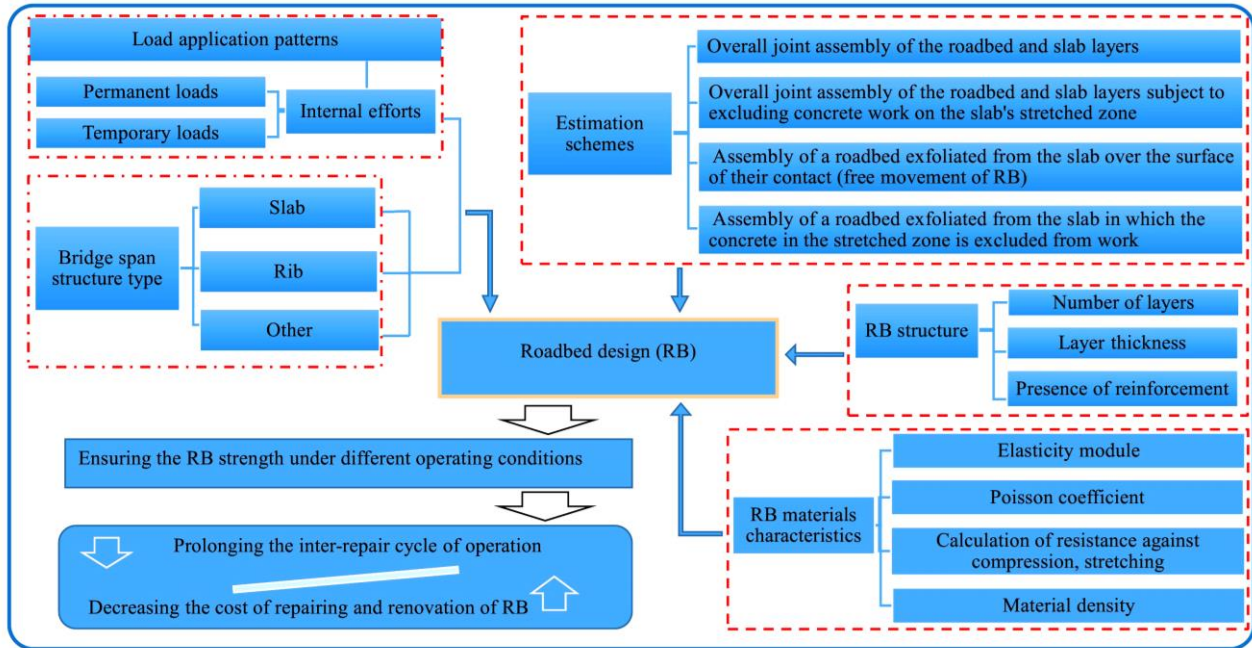 Load application patterns
Permanent loads
Temporary loads
Internal efforts
Bridge span
structure type
Slab
Rib
Other
Estimation
schemes
Overall joint assembly of the roadbed and slab layers
Overall joint assembly of the roadbed and slab layers subject to
excluding concrete work on the slab's stretched zone
Assembly of a roadbed exfoliated from the slab over the surface
of their contact (free movement of RB)
Assembly of a roadbed exfoliated from the slab in which the
concrete in the stretched zone is excluded from work
Roadbed design (RB)
RB structure
Number of layers
Layer thickness
Presence of reinforcement
RB materials
characteristics
Elasticity module
Poisson coefficient
Calculation of resistance against
compression, stretching
Material density
Ensuring the RB strength under different operating conditions
Prolonging the inter-repair cycle of operation
Decreasing the cost of repairing and renovation of RB